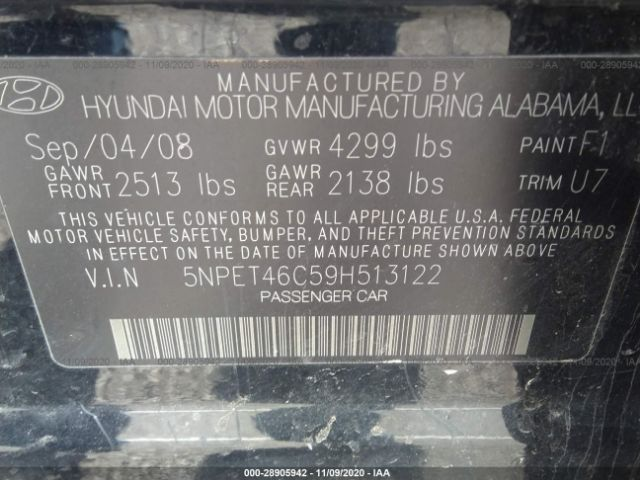 MANUFACTURED BY
HYUNDAI MOTOR MANUFACTURING ALABAMA, LL
Sep/04/08 GVWR 4299 lbs PAINT F1
GAWR FRONT 2513 lbs GAWR REAR 2138 lbs TRIM U7
THIS VEHICLE CONFORMS TO ALL APPLICABLE U.S.A. FEDERAL
MOTOR VEHICLE SAFETY, BUMPER, AND THEFT PREVENTION STANDARDS
IN EFFECT ON THE DATE OF MANUFACTURE SHOWN ABOVE.
V.I.N 5NPET46C59H513122
PASSENGER CAR
000-28905942 - 11/09/2020 - IAA